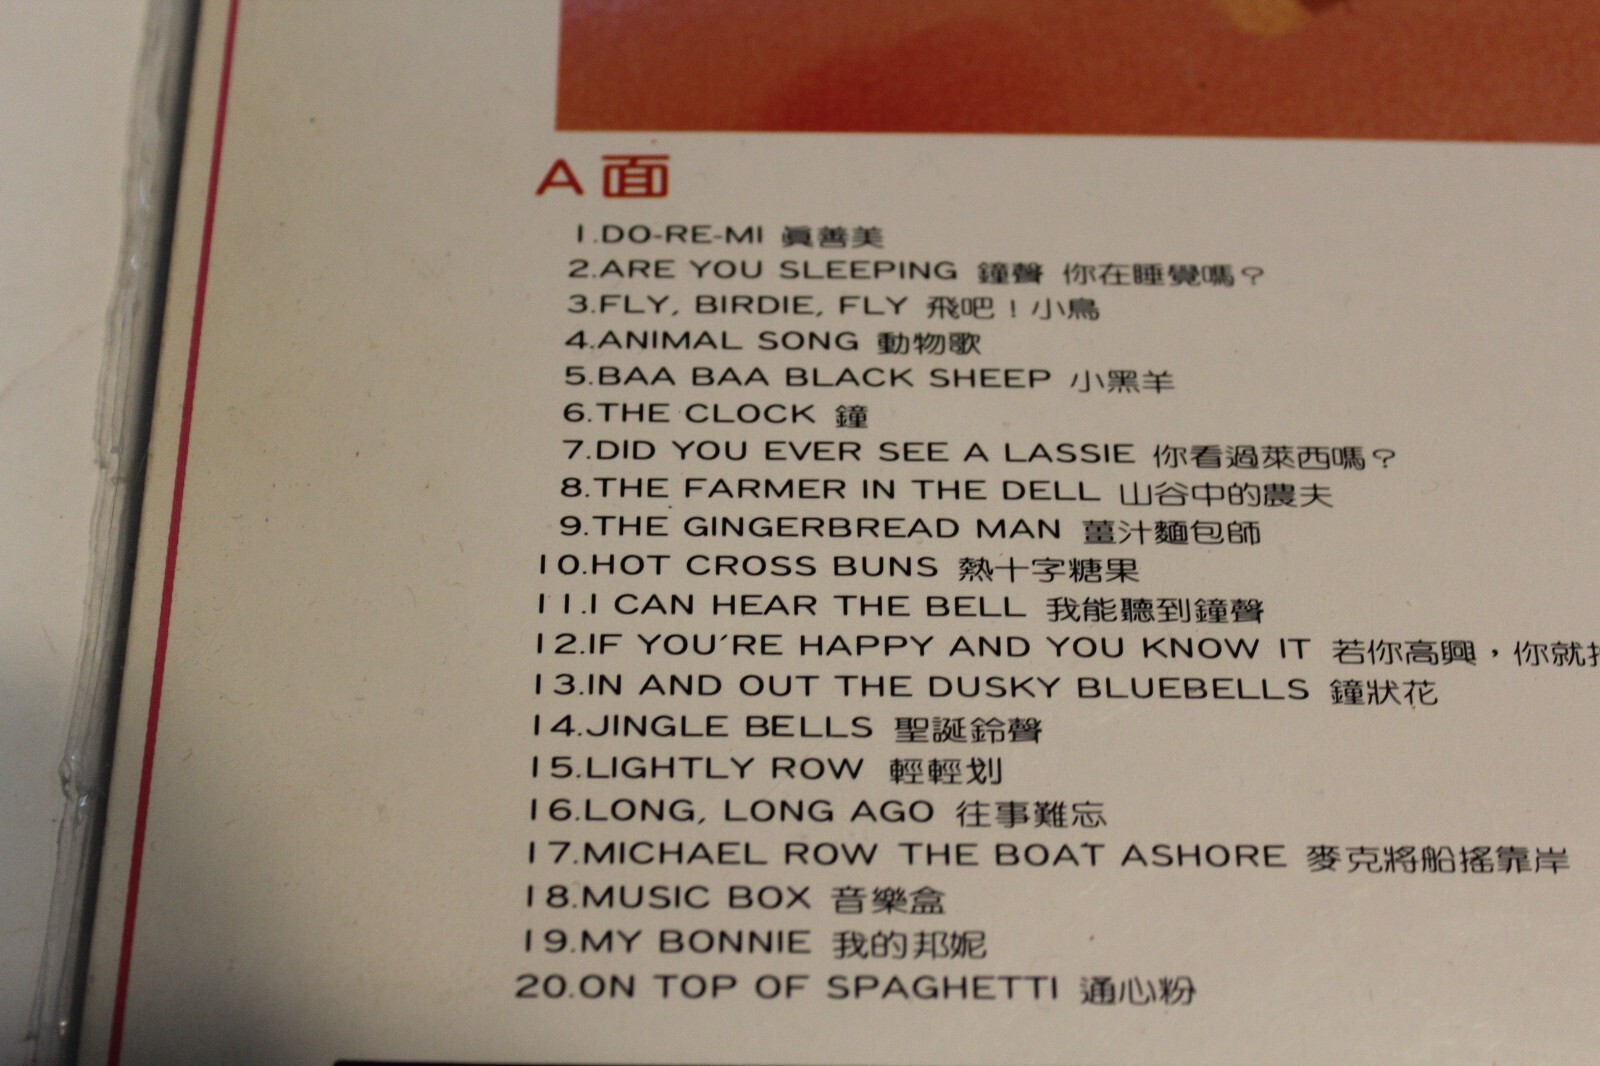 A面
1.DO-RE-MI 眞善美
2.ARE YOU SLEEPING 鐘聲 你在睡覺嗎？
3.FLY, BIRDIE, FLY 飛吧！小鳥
4.ANIMAL SONG 動物歌
5.BAA BAA BLACK SHEEP 小黑羊
6.THE CLOCK 鐘
7.DID YOU EVER SEE A LASSIE 你看過萊西嗎？
8.THE FARMER IN THE DELL 山谷中的農夫
9.THE GINGERBREAD MAN 薑汁麵包師
10.HOT CROSS BUNS 熱十字糖果
11.I CAN HEAR THE BELL 我能聽到鐘聲
12.IF YOU'RE HAPPY AND YOU KNOW IT 若你高興，你就
13.IN AND OUT THE DUSKY BLUEBELLS 鐘狀花
14.JINGLE BELLS 聖誕鈴聲
15.LIGHTLY ROW 輕輕划
16.LONG, LONG AGO 往事難忘
17.MICHAEL ROW THE BOAT ASHORE 麥克將船搖靠岸
18.MUSIC BOX 音樂盒
19.MY BONNIE 我的邦妮
20.ON TOP OF SPAGHETTI 通心粉